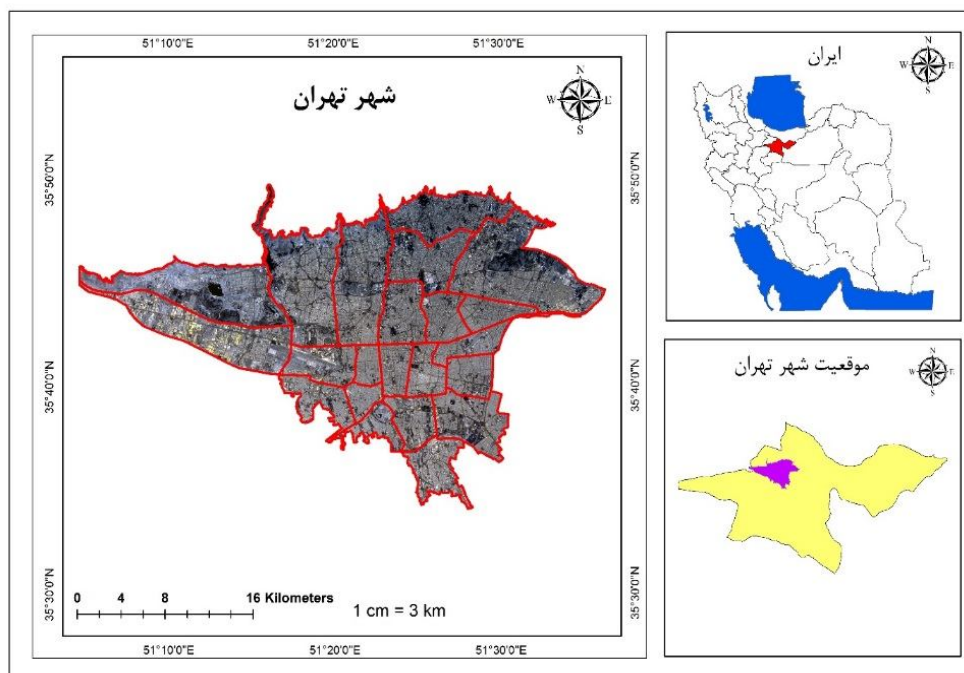 51°10'0"E 51°20'0"E 51°30'0"E
شهر تهران
N
W E
S
35°50'0"N 35°50'0"N
35°40'0"N 35°40'0"N
35°30'0"N 35°30'0"N
0 4 8 16 Kilometers
1 cm = 3 km
51°10'0"E 51°20'0"E 51°30'0"E
ایران
N
W E
S
موقعیت شهر تهران
N
W E
S